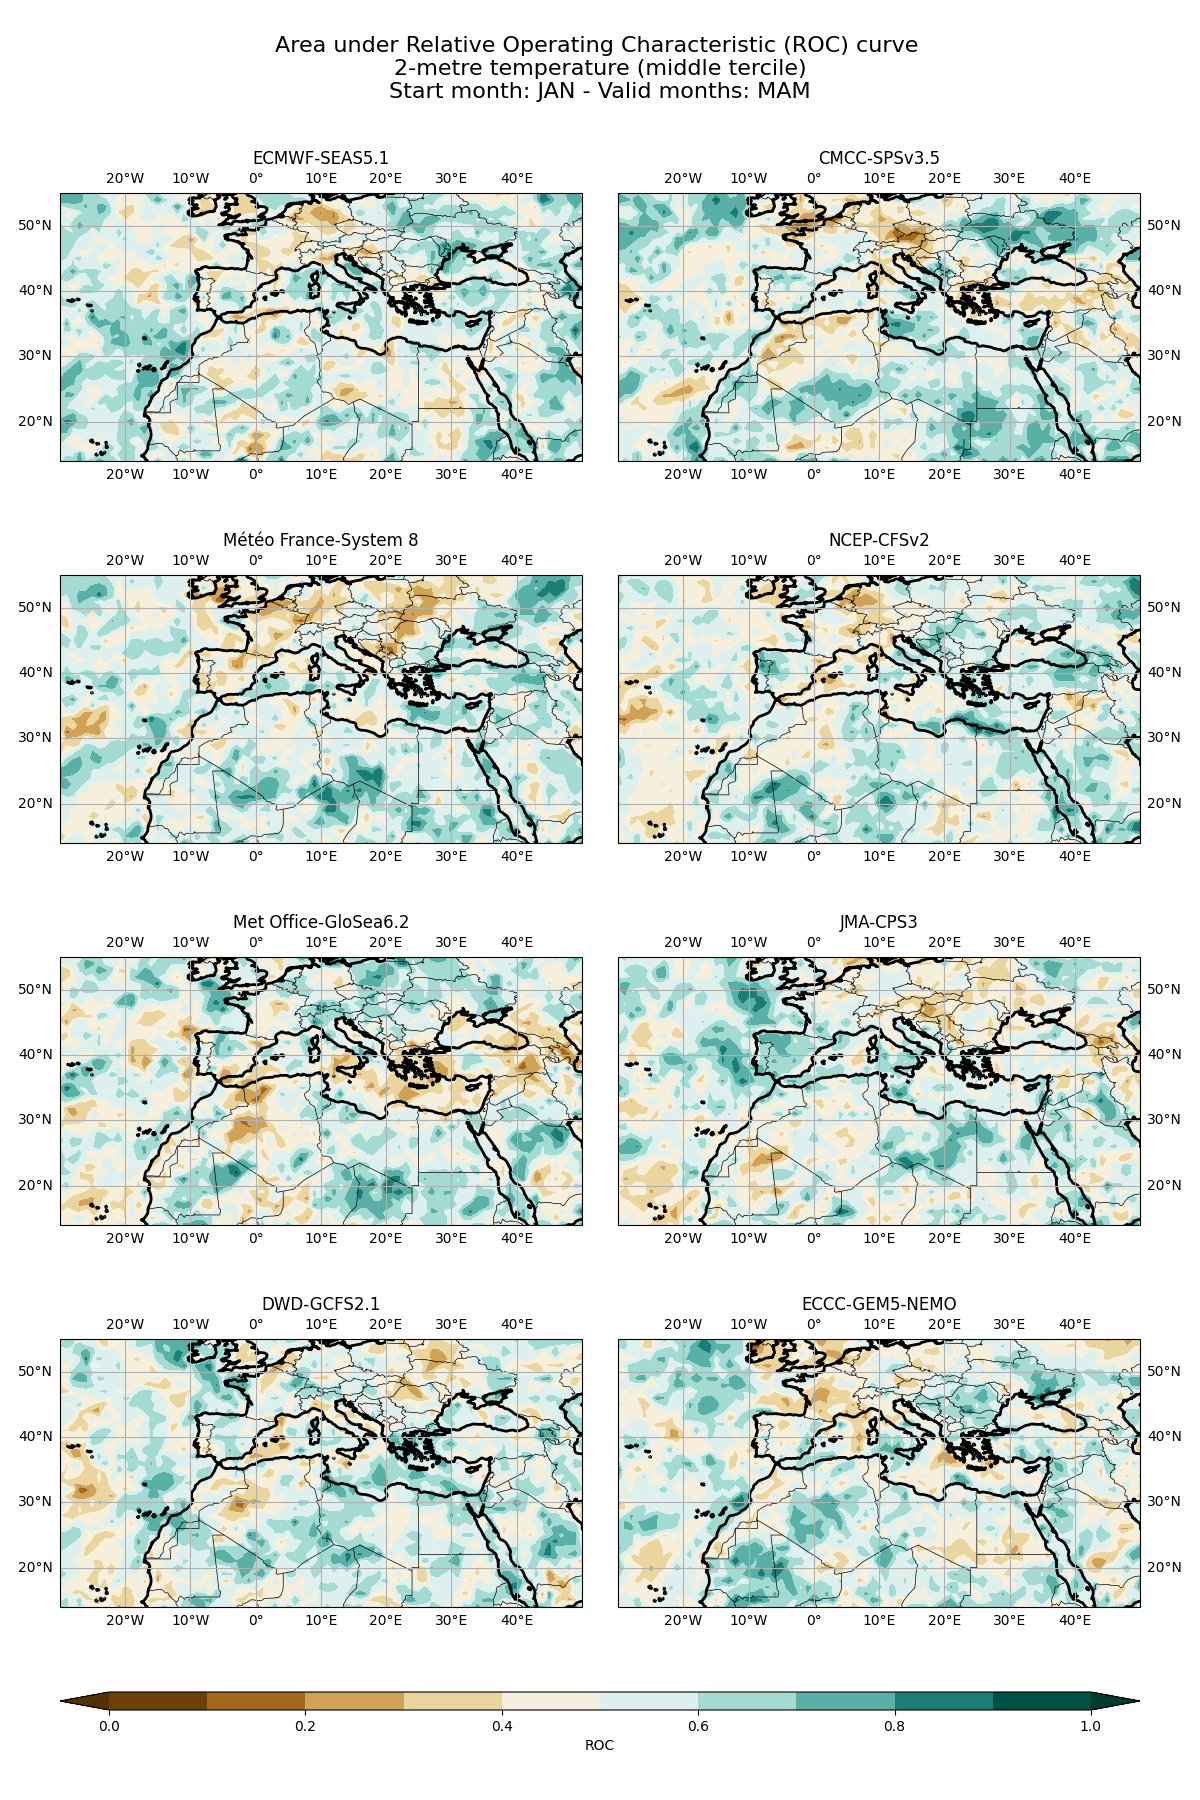 Area under Relative Operating Characteristic (ROC) curve
2-metre temperature (middle tercile)
Start month: JAN - Valid months: MAM
ECMWF-SEAS5.1
20°W 10°W 0° 10°E 20°E 30°E 40°E
50°N
40°N
30°N
20°N
20°W 10°W 0° 10°E 20°E 30°E 40°E
CMCC-SPSv3.5
20°W 10°W 0° 10°E 20°E 30°E 40°E
50°N
40°N
30°N
20°N
20°W 10°W 0° 10°E 20°E 30°E 40°E
Météo France-System 8
20°W 10°W 0° 10°E 20°E 30°E 40°E
50°N
40°N
30°N
20°N
20°W 10°W 0° 10°E 20°E 30°E 40°E
NCEP-CFSv2
20°W 10°W 0° 10°E 20°E 30°E 40°E
50°N
40°N
30°N
20°N
20°W 10°W 0° 10°E 20°E 30°E 40°E
Met Office-GloSea6.2
20°W 10°W 0° 10°E 20°E 30°E 40°E
50°N
40°N
30°N
20°N
20°W 10°W 0° 10°E 20°E 30°E 40°E
JMA-CPS3
20°W 10°W 0° 10°E 20°E 30°E 40°E
50°N
40°N
30°N
20°N
20°W 10°W 0° 10°E 20°E 30°E 40°E
DWD-GCFS2.1
20°W 10°W 0° 10°E 20°E 30°E 40°E
50°N
40°N
30°N
20°N
20°W 10°W 0° 10°E 20°E 30°E 40°E
ECCC-GEM5-NEMO
20°W 10°W 0° 10°E 20°E 30°E 40°E
50°N
40°N
30°N
20°N
20°W 10°W 0° 10°E 20°E 30°E 40°E
0.0 0.2 0.4 0.6 0.8 1.0
ROC